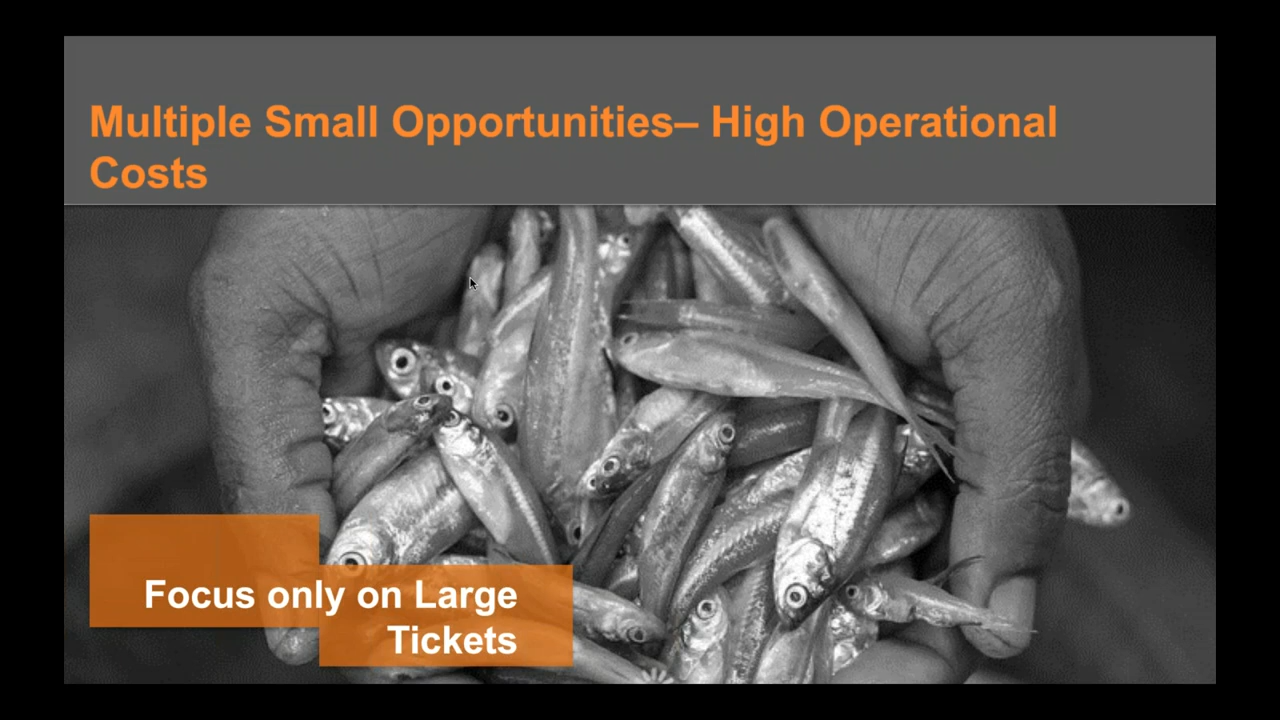 Multiple Small Opportunities– High Operational
Costs
Focus only on Large
Tickets